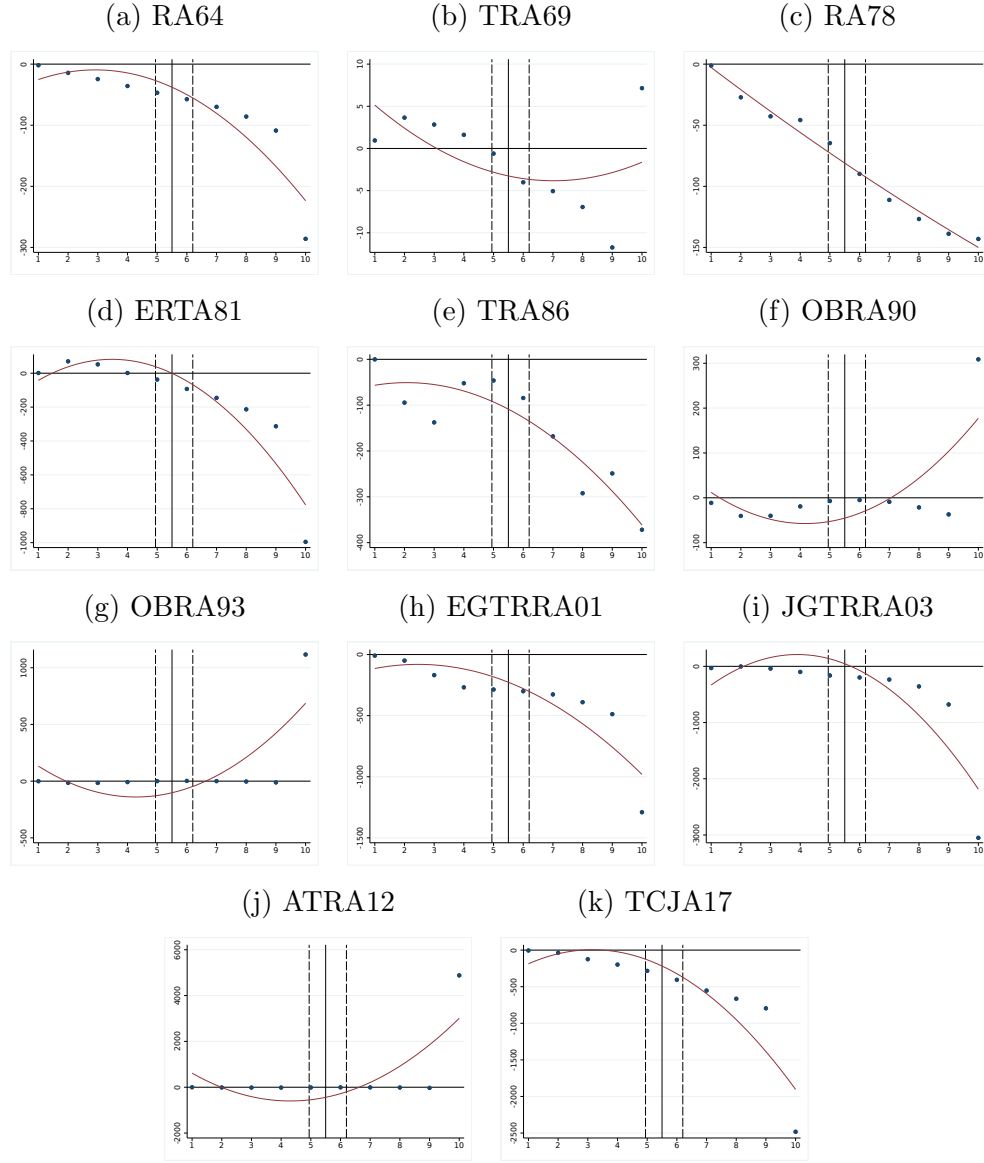 (a) RA64
(b) TRA69
(c) RA78
0
-100
-200
-300
1 2 3 4 5 6 7 8 9 10
10
5
0
-5
-10
1 2 3 4 5 6 7 8 9 10
0
-50
-100
-150
1 2 3 4 5 6 7 8 9 10
(d) ERTA81
(e) TRA86
(f) OBRA90
0
-200
-400
-600
-800
-1000
1 2 3 4 5 6 7 8 9 10
0
-100
-200
-300
-400
1 2 3 4 5 6 7 8 9 10
300
200
100
0
-100
1 2 3 4 5 6 7 8 9 10
(g) OBRA93
(h) EGTRRA01
(i) JGTRRA03
1000
500
0
-500
1 2 3 4 5 6 7 8 9 10
0
-500
-1000
-1500
1 2 3 4 5 6 7 8 9 10
0
-1000
-2000
-3000
1 2 3 4 5 6 7 8 9 10
(j) ATRA12
(k) TCJA17
6000
4000
2000
0
-2000
1 2 3 4 5 6 7 8 9 10
0
-500
-1000
-1500
-2000
-2500
1 2 3 4 5 6 7 8 9 10